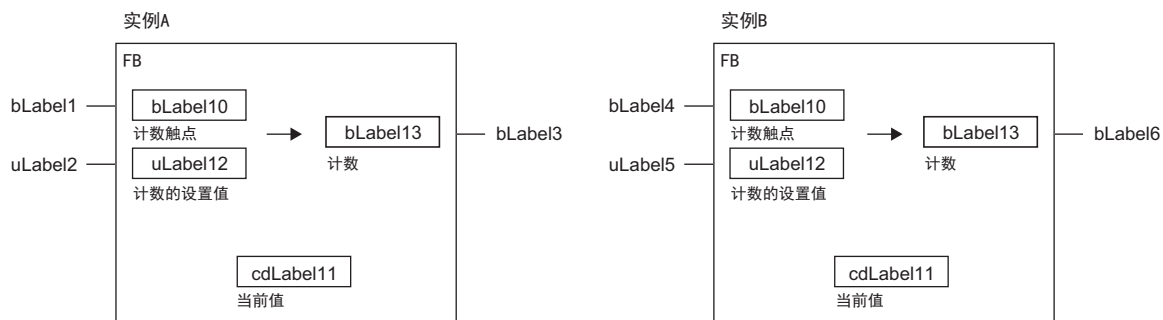 实例A
FB
bLabel1
bLabel10
计数触点
bLabel13
计数
bLabel3
uLabel2
uLabel12
计数的设置值
cdLabel11
当前值
实例B
FB
bLabel4
bLabel10
计数触点
bLabel13
计数
bLabel6
uLabel5
uLabel12
计数的设置值
cdLabel11
当前值